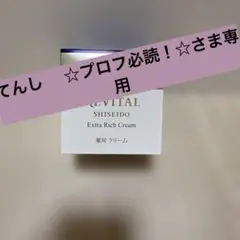 てんし　☆プロフ必読！☆さま専
用
REVITAL
SHISEIDO
Extra Rich Cream
薬用 クリーム